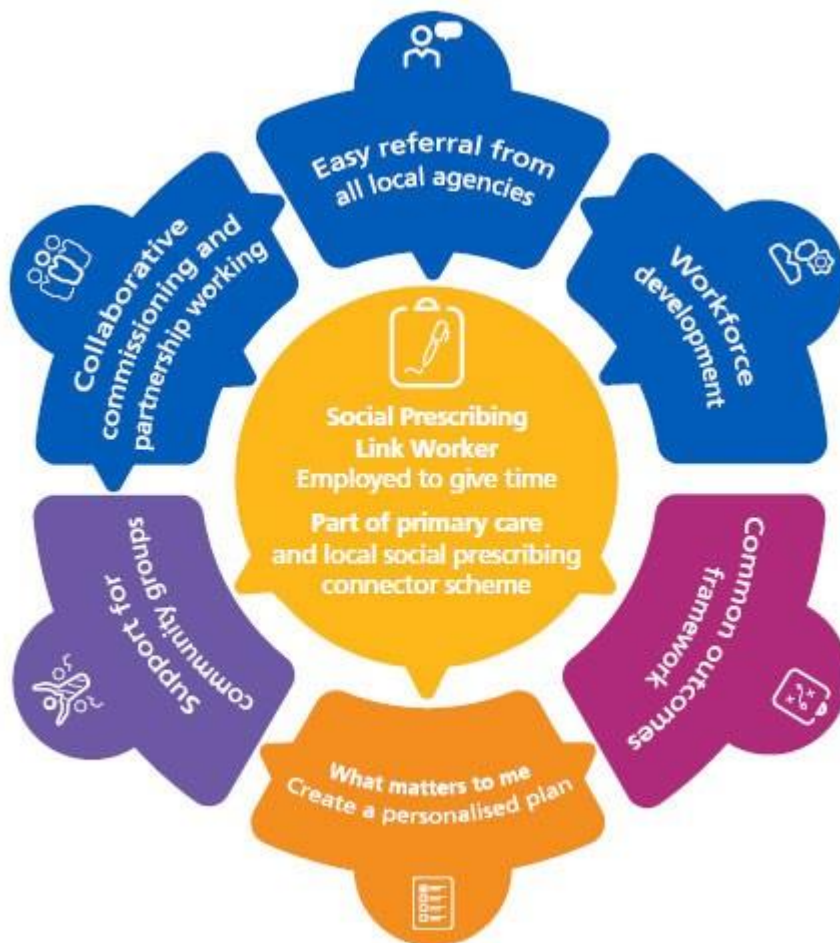 Easy referral from
all local agencies
Workforce
development
Common outcomes
framework
What matters to me
Create a personalised plan
Support for
community groups
Collaborative
commissioning and
partnership working
Social Prescribing
Link Worker
Employed to give time
Part of primary care
and local social prescribing
connector scheme